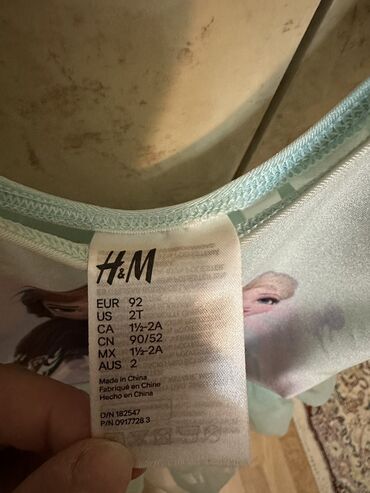 H&M
EUR 92
US 2T
CA 1½-2A
CN 90/52
MX 1½-2A
AUS 2
Made in China
Fabriqué en Chine
Hecho en China
D/N 182547
P/N 0917728 3